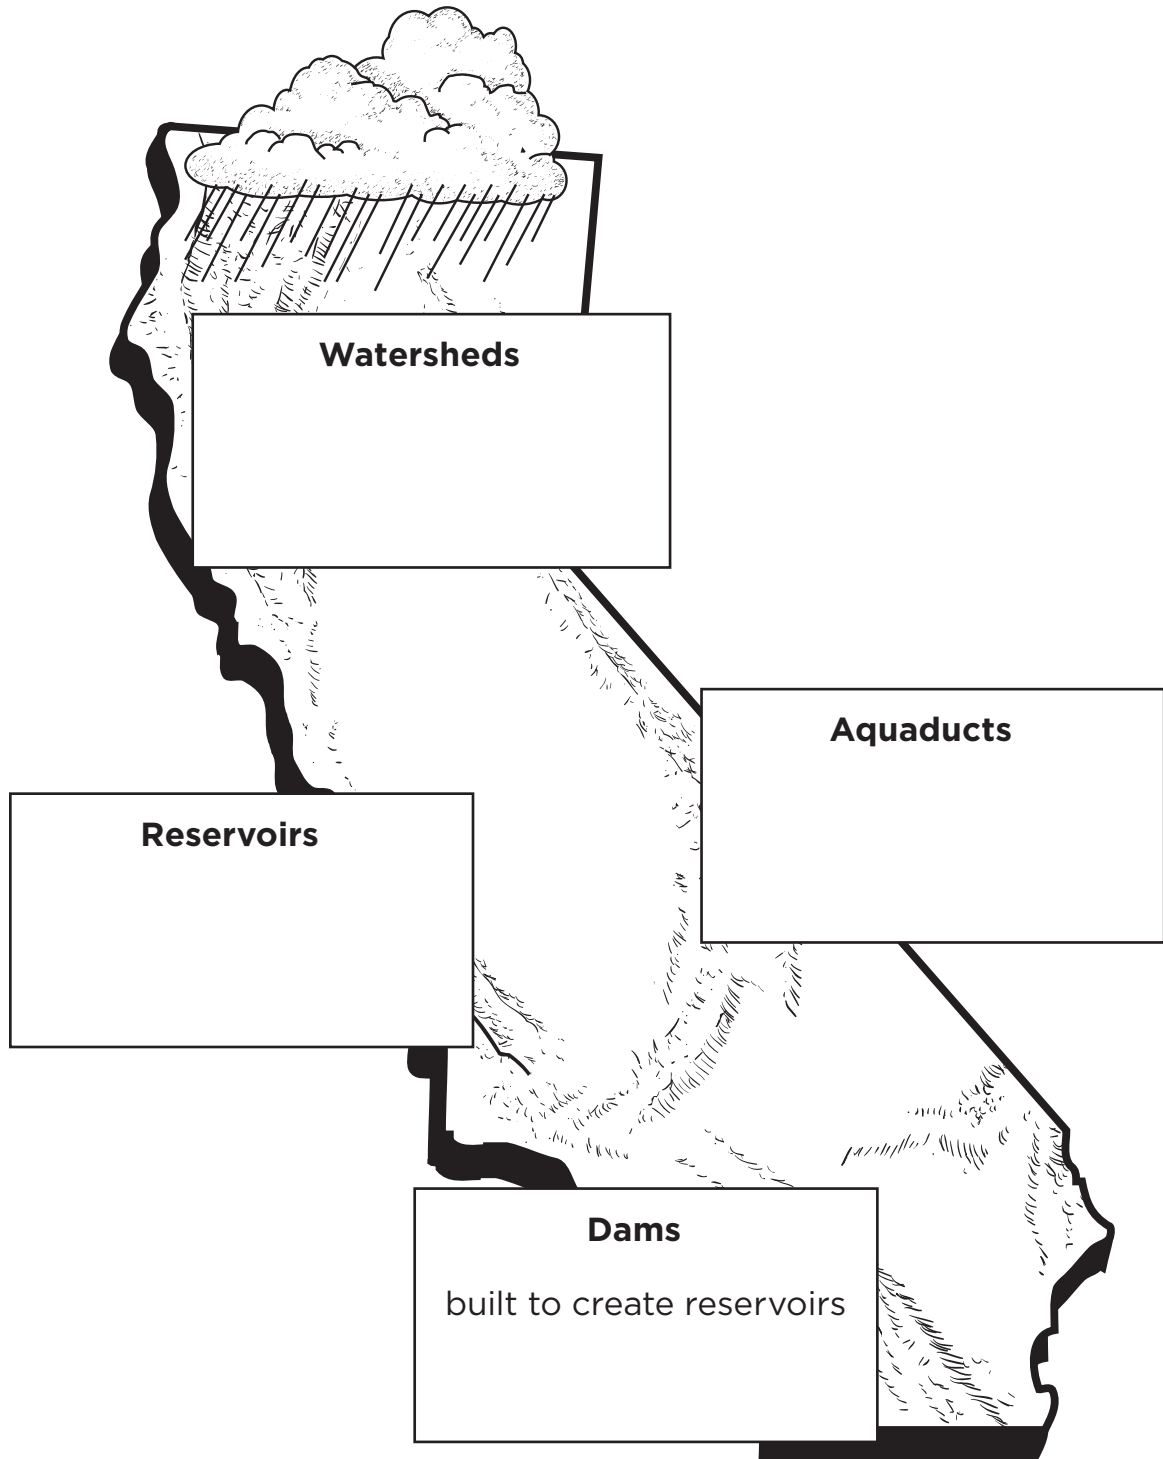 Watersheds
Aquaducts
Reservoirs
Dams
built to create reservoirs